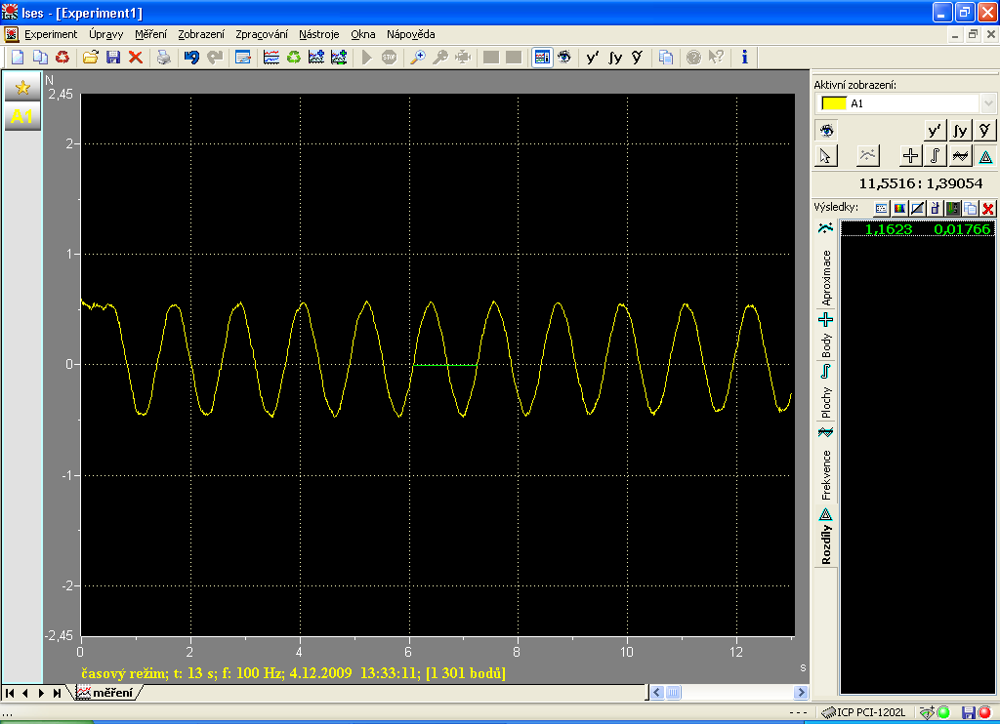 Ises - [Experiment1]
Experiment Úpravy Měření Zobrazení Zpracování Nástroje Okna Nápověda
STOP y' ∫y ỹ ? i
A1
N
2,45
2
1
0
-1
-2
-2,45
0 2 4 6 8 10 12
s
časový režim; t: 13 s; f: 100 Hz; 4.12.2009 13:33:11; [1 301 bodů]
měření
Aktivní zobrazení:
A1
y' ∫y ỹ
11,5516 : 1,39054
Výsledky:
1,1623 0,01766
Aproximace
Body
Plochy
Frekvence
Rozdíly
... - - - ICP PCI-1202L